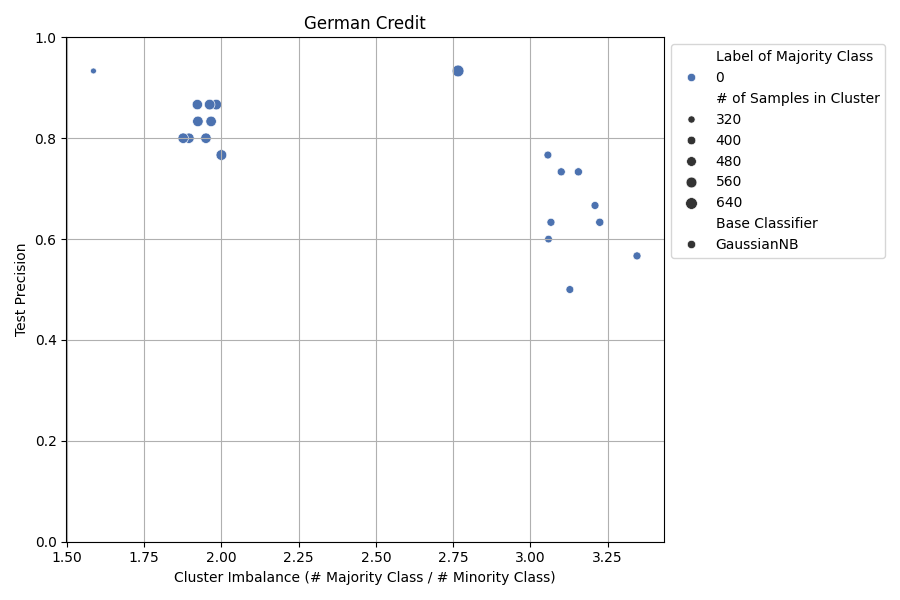 German Credit
Test Precision
1.0
0.8
0.6
0.4
0.2
0.0
1.50 1.75 2.00 2.25 2.50 2.75 3.00 3.25
Cluster Imbalance (# Majority Class / # Minority Class)
Label of Majority Class
0
# of Samples in Cluster
320
400
480
560
640
Base Classifier
GaussianNB